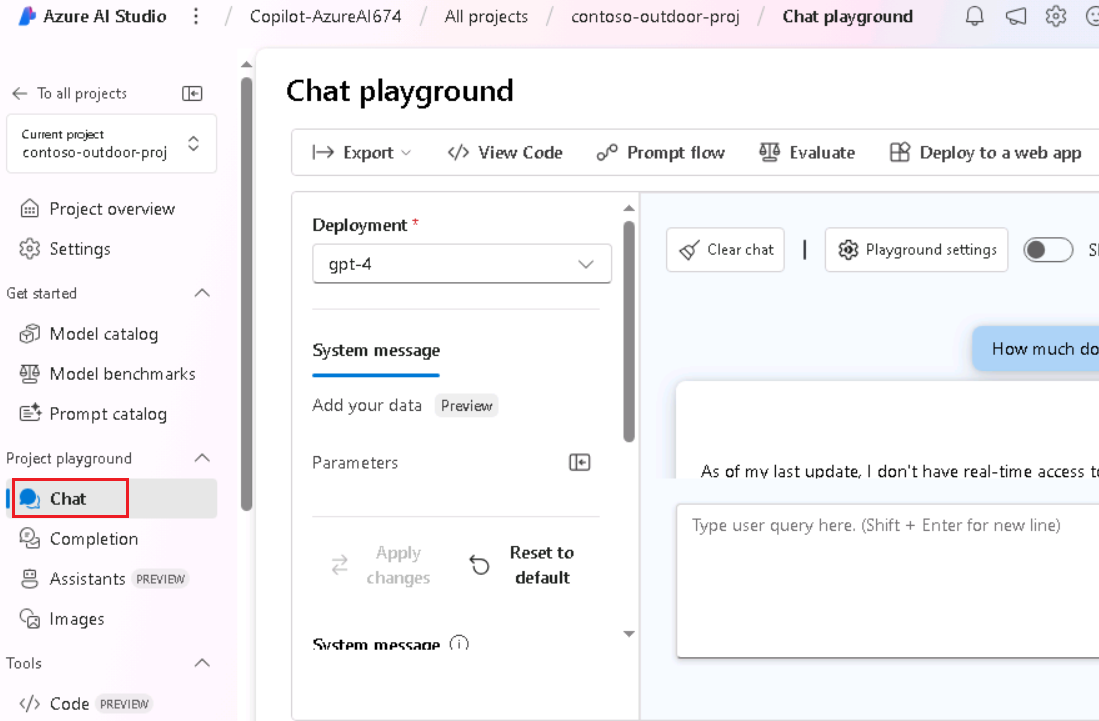 Azure AI Studio / Copilot-AzureAI674 / All projects / contoso-outdoor-proj / Chat playground
To all projects
Current project
contoso-outdoor-proj
Project overview
Settings
Get started
Model catalog
Model benchmarks
Prompt catalog
Project playground
Chat
Completion
Assistants PREVIEW
Images
Tools
Code PREVIEW
Chat playground
Export
View Code
Prompt flow
Evaluate
Deploy to a web app
Deployment *
gpt-4
System message
Add your data Preview
Parameters
Apply
changes
Reset to
default
System message
Clear chat
Playground settings
How much do
As of my last update, I don't have real-time access
Type user query here. (Shift + Enter for new line)